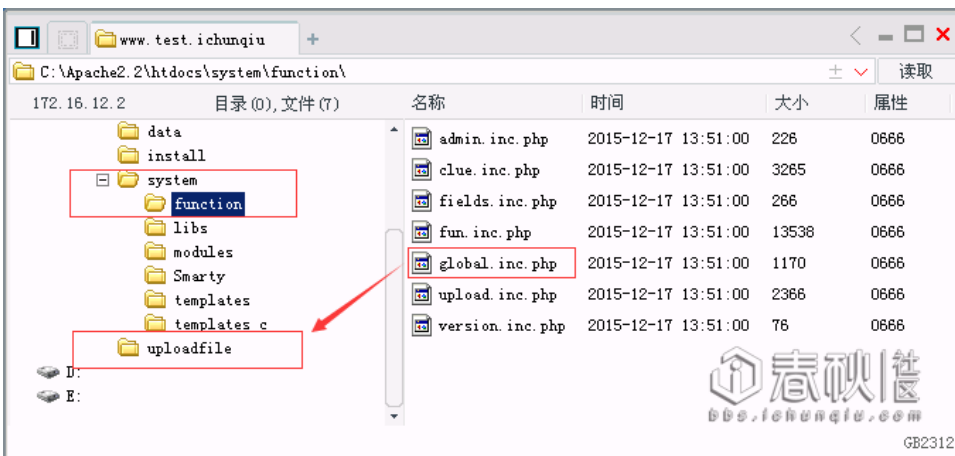 www.test.ichunqiu +
C:\Apache2.2\htdocs\system\function\ 读取
172.16.12.2 目录(0),文件(7) 名称 时间 大小 属性
data
install
system
function
libs
modules
Smarty
templates
templates_c
uploadfile
D:
E:
admin.inc.php 2015-12-17 13:51:00 226 0666
clue.inc.php 2015-12-17 13:51:00 3265 0666
fields.inc.php 2015-12-17 13:51:00 266 0666
fun.inc.php 2015-12-17 13:51:00 13538 0666
global.inc.php 2015-12-17 13:51:00 1170 0666
upload.inc.php 2015-12-17 13:51:00 2366 0666
version.inc.php 2015-12-17 13:51:00 76 0666
春秋 社区
bbs.ichunqiu.com
GB2312